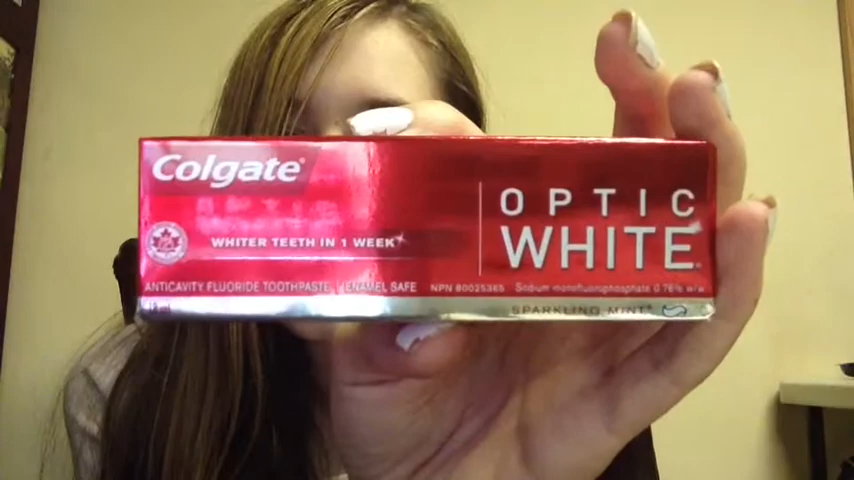 Colgate®
OPTIC
WHITE
WHITER TEETH IN 1 WEEK
ANTICAVITY FLUORIDE TOOTHPASTE / ENAMEL SAFE NPN 80025365 Sodium monofluorophosphate 0.76% w/w
SPARKLING MINT